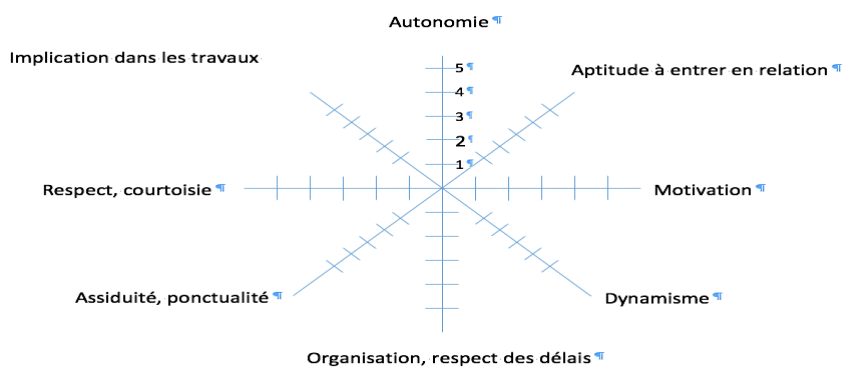 Autonomie ¶
Implication dans les travaux
Aptitude à entrer en relation ¶
5 ¶
4 ¶
3 ¶
2 ¶
1 ¶
Respect, courtoisie ¶
Motivation ¶
Assiduité, ponctualité ¶
Dynamisme ¶
Organisation, respect des délais ¶